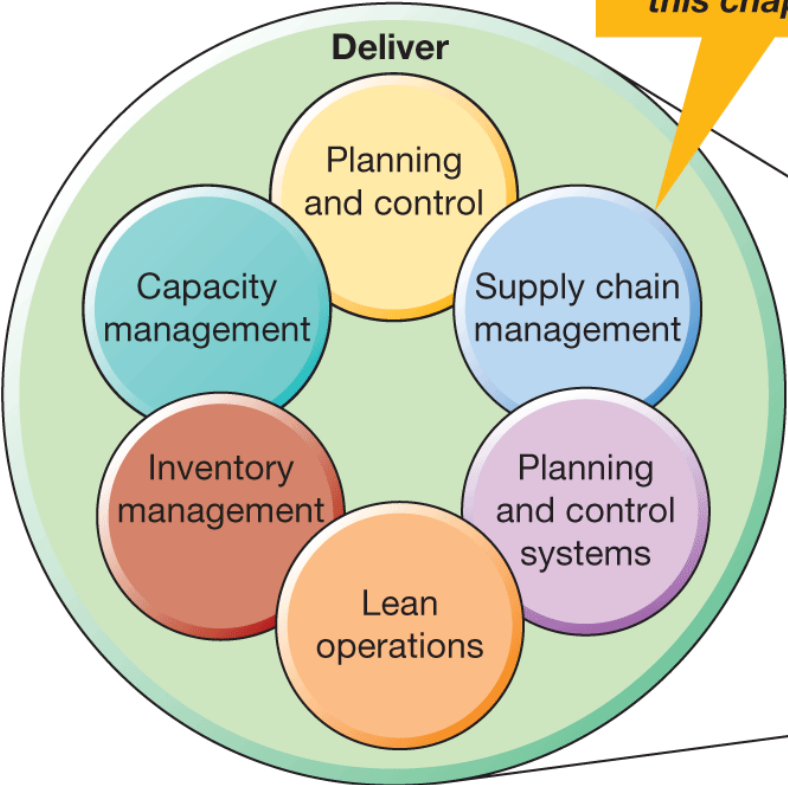 this chap
Deliver
Planning
and control
Capacity
management
Supply chain
management
Inventory
management
Planning
and control
systems
Lean
operations